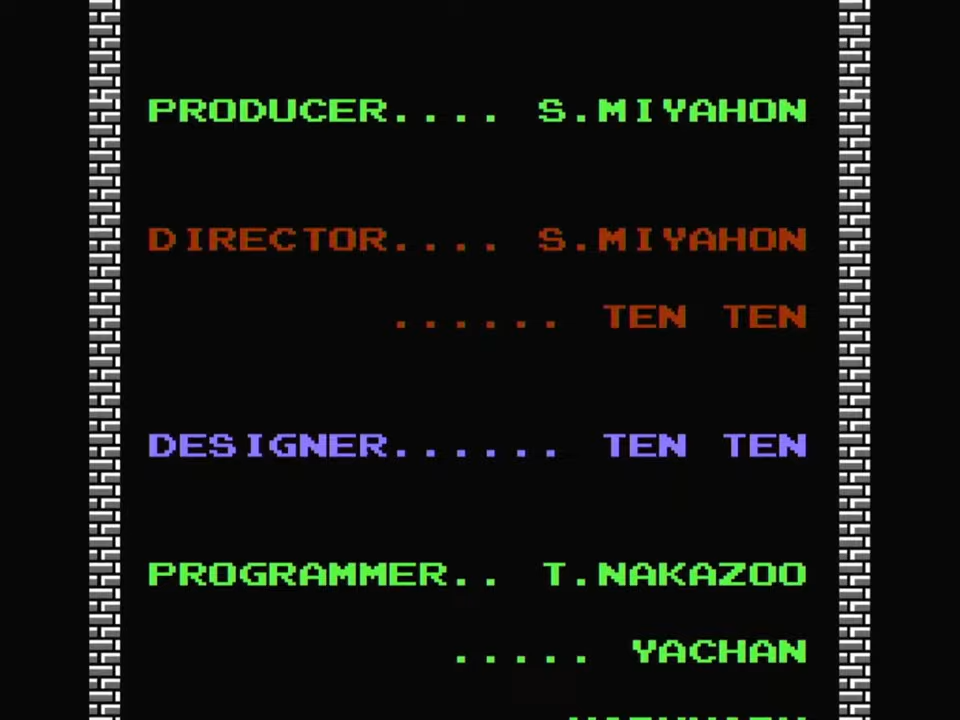 PRODUCER.... S.MIYAHON
DIRECTOR.... S.MIYAHON
...... TEN TEN
DESIGNER...... TEN TEN
PROGRAMMER.. T.NAKAZOO
..... YACHAN